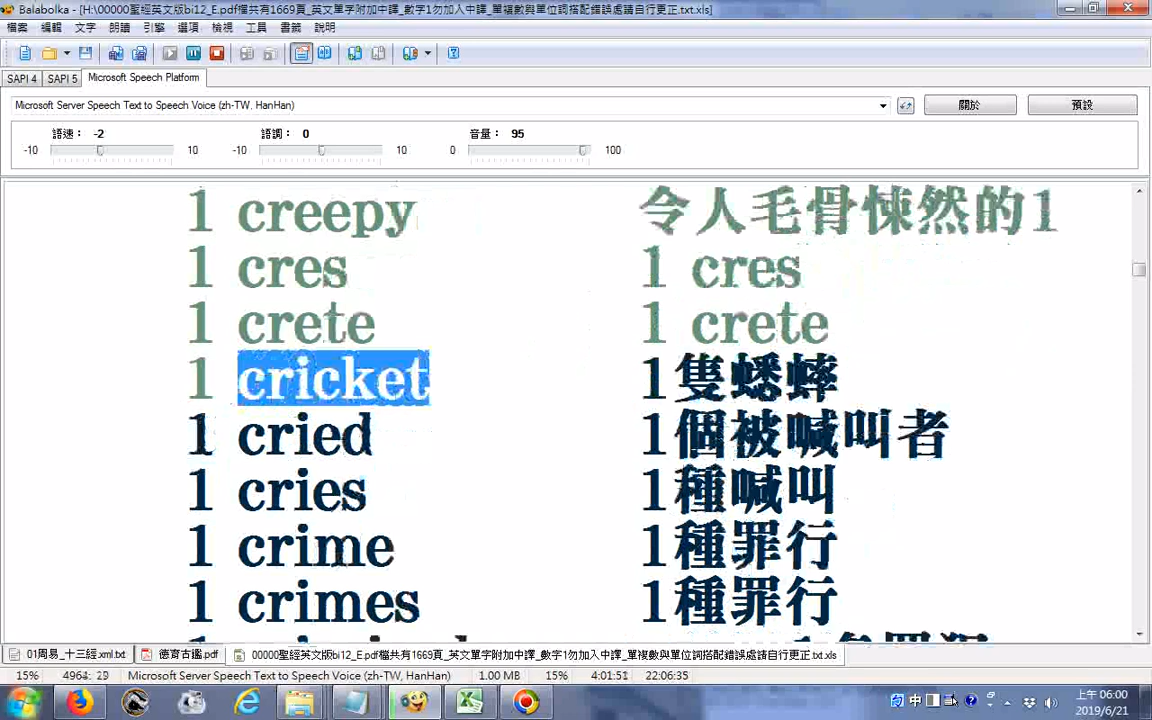 Balabolka - [H:\00000聖經英文版bi12_E.pdf檔共有1669頁_英文單字附加中譯_數字1勿加入中譯_單複數與單位詞搭配錯誤處請自行更正.txt.xls]
檔案 編輯 文字 朗讀 引擎 選項 檢視 工具 書籤 說明
SAPI 4 SAPI 5 Microsoft Speech Platform
Microsoft Server Speech Text to Speech Voice (zh-TW, HanHan) 關於 預設
語速： -2 語調： 0 音量： 95
-10 10 -10 10 0 100
1 creepy 令人毛骨悚然的1
1 cres 1 cres
1 crete 1 crete
1 cricket 1隻蟋蟀
1 cried 1個被喊叫者
1 cries 1種喊叫
1 crime 1種罪行
1 crimes 1種罪行
01周易_十三經.xml.txt 德育古鑑.pdf 00000聖經英文版bi12_E.pdf檔共有1669頁_英文單字附加中譯_數字1勿加入中譯_單複數與單位詞搭配錯誤處請自行更正.txt.xls
15% 4964: 29 Microsoft Server Speech Text to Speech Voice (zh-TW, HanHan) 1.00 MB 15% 4:01:51 22:06:35
中 上午 06:00
2019/6/21